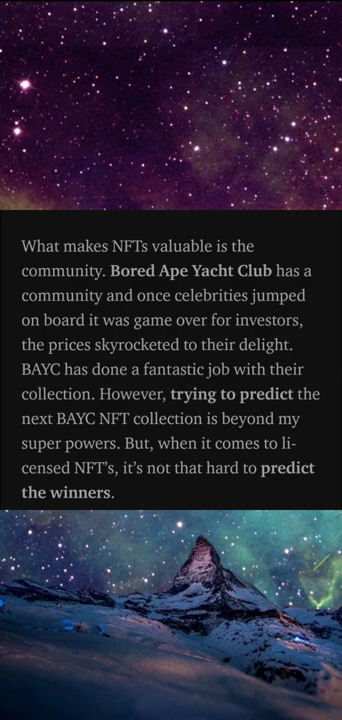 What makes NFTs valuable is the
community. Bored Ape Yacht Club has a
community and once celebrities jumped
on board it was game over for investors,
the prices skyrocketed to their delight.
BAYC has done a fantastic job with their
collection. However, trying to predict the
next BAYC NFT collection is beyond my
super powers. But, when it comes to li-
censed NFT's, it's not that hard to predict
the winners.